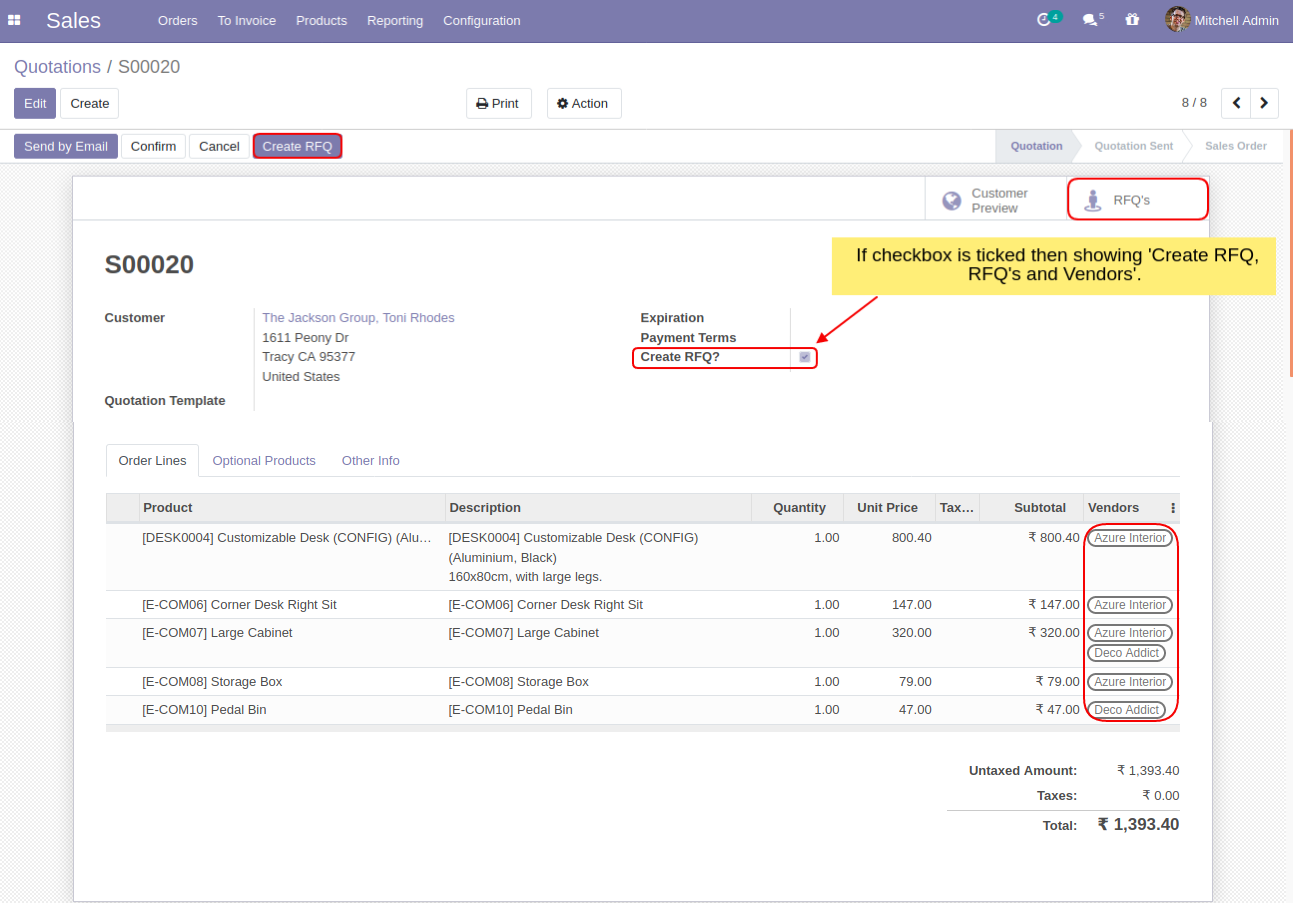 Sales Orders To Invoice Products Reporting Configuration 4 5 Mitchell Admin
Quotations / S00020
Edit Create Print Action 8 / 8
Send by Email Confirm Cancel Create RFQ Quotation Quotation Sent Sales Order
Customer
Preview
RFQ's
If checkbox is ticked then showing 'Create RFQ,
RFQ's and Vendors'.
S00020
Customer The Jackson Group, Toni Rhodes
1611 Peony Dr
Tracy CA 95377
United States
Quotation Template
Expiration
Payment Terms
Create RFQ?
Order Lines Optional Products Other Info
Product Description Quantity Unit Price Tax… Subtotal Vendors
[DESK0004] Customizable Desk (CONFIG) (Alu… [DESK0004] Customizable Desk (CONFIG) 1.00 800.40 ₹ 800.40 Azure Interior
(Aluminium, Black)
160x80cm, with large legs.
[E-COM06] Corner Desk Right Sit [E-COM06] Corner Desk Right Sit 1.00 147.00 ₹ 147.00 Azure Interior
[E-COM07] Large Cabinet [E-COM07] Large Cabinet 1.00 320.00 ₹ 320.00 Azure Interior
Deco Addict
[E-COM08] Storage Box [E-COM08] Storage Box 1.00 79.00 ₹ 79.00 Azure Interior
[E-COM10] Pedal Bin [E-COM10] Pedal Bin 1.00 47.00 ₹ 47.00 Deco Addict
Untaxed Amount: ₹ 1,393.40
Taxes: ₹ 0.00
Total: ₹ 1,393.40